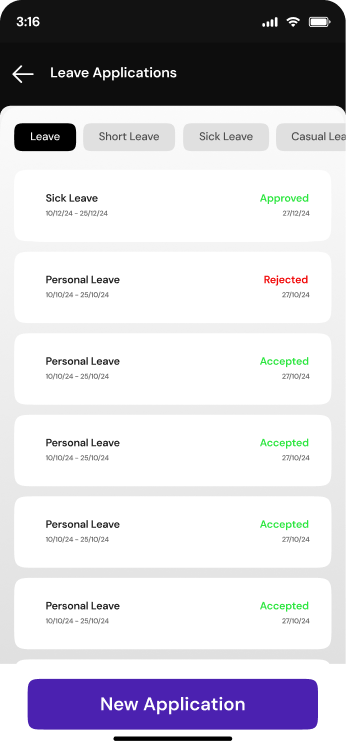 3:16
Leave Applications
Leave Short Leave Sick Leave Casual Lea
Sick Leave Approved
10/12/24 - 25/12/24 27/12/24
Personal Leave Rejected
10/10/24 - 25/10/24 27/10/24
Personal Leave Accepted
10/10/24 - 25/10/24 27/10/24
Personal Leave Accepted
10/10/24 - 25/10/24 27/10/24
Personal Leave Accepted
10/10/24 - 25/10/24 27/10/24
Personal Leave Accepted
10/10/24 - 25/10/24 27/10/24
New Application